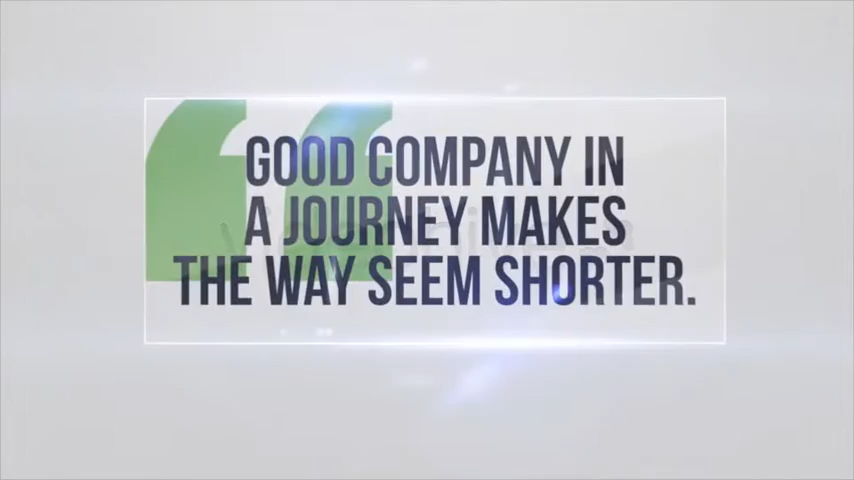 GOOD COMPANY IN
A JOURNEY MAKES
THE WAY SEEM SHORTER.